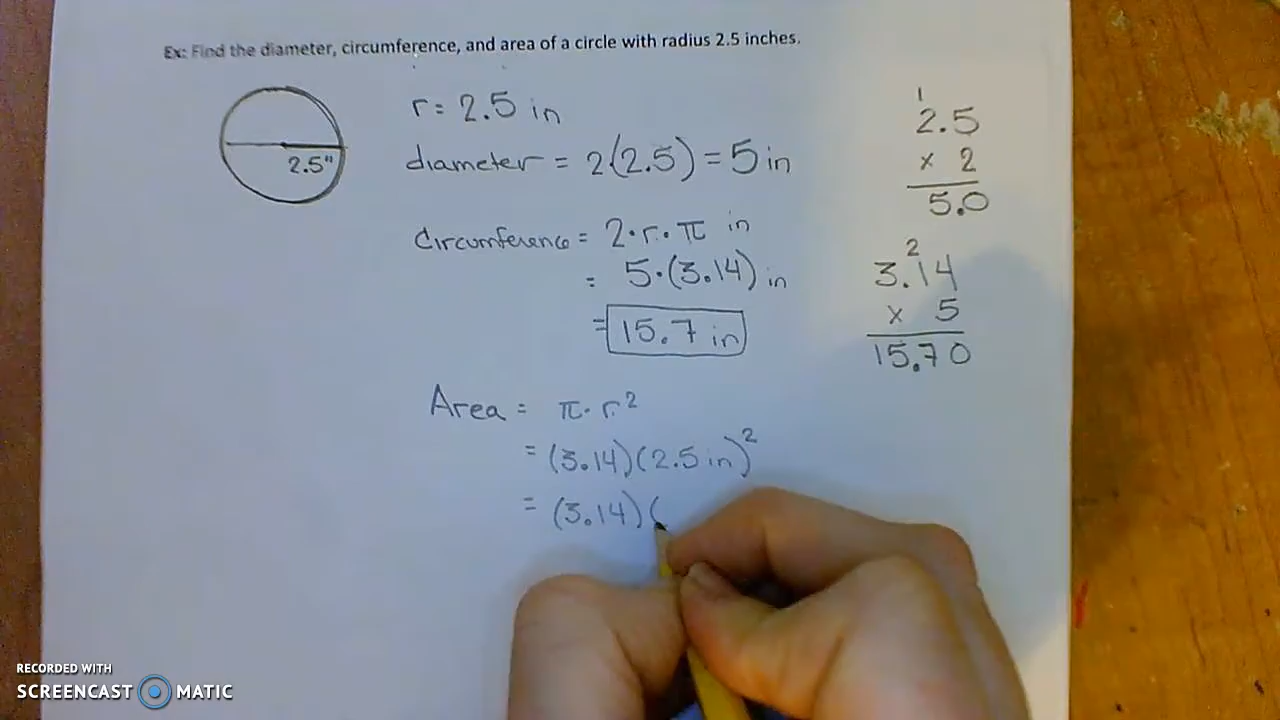 Ex: Find the diameter, circumference, and area of a circle with radius 2.5 inches.
2.5"
r = 2.5 in
diameter = 2(2.5) = 5 in
Circumference = 2·r·π in
= 5·(3.14) in
= 15.7 in
Area = π·r²
= (3.14)(2.5 in)²
= (3.14)(
1
2.5
x 2
5.0
2
3.14
x 5
15.70
RECORDED WITH
SCREENCAST MATIC